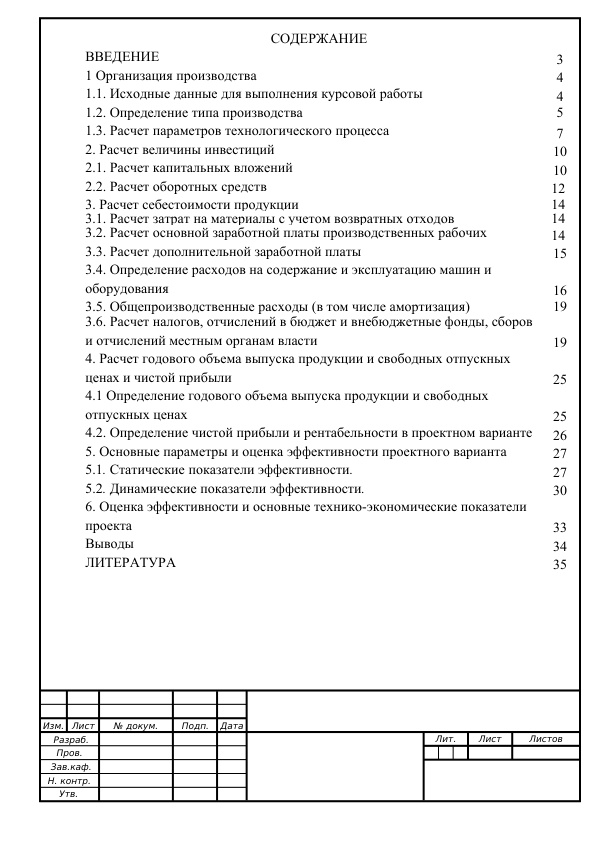 СОДЕРЖАНИЕ
ВВЕДЕНИЕ 3
1 Организация производства 4
1.1. Исходные данные для выполнения курсовой работы 4
1.2. Определение типа производства 5
1.3. Расчет параметров технологического процесса 7
2. Расчет величины инвестиций 10
2.1. Расчет капитальных вложений 10
2.2. Расчет оборотных средств 12
3. Расчет себестоимости продукции 14
3.1. Расчет затрат на материалы с учетом возвратных отходов 14
3.2. Расчет основной заработной платы производственных рабочих 14
3.3. Расчет дополнительной заработной платы 15
3.4. Определение расходов на содержание и эксплуатацию машин и
оборудования 16
3.5. Общепроизводственные расходы (в том числе амортизация) 19
3.6. Расчет налогов, отчислений в бюджет и внебюджетные фонды, сборов
и отчислений местным органам власти 19
4. Расчет годового объема выпуска продукции и свободных отпускных
ценах и чистой прибыли 25
4.1 Определение годового объема выпуска продукции и свободных
отпускных ценах 25
4.2. Определение чистой прибыли и рентабельности в проектном варианте 26
5. Основные параметры и оценка эффективности проектного варианта 27
5.1. Статические показатели эффективности. 27
5.2. Динамические показатели эффективности. 30
6. Оценка эффективности и основные технико-экономические показатели
проекта 33
Выводы 34
ЛИТЕРАТУРА 35
Изм. Лист № докум. Подп. Дата
Разраб. Лит. Лист Листов
Пров.
Зав.каф.
Н. контр.
Утв.